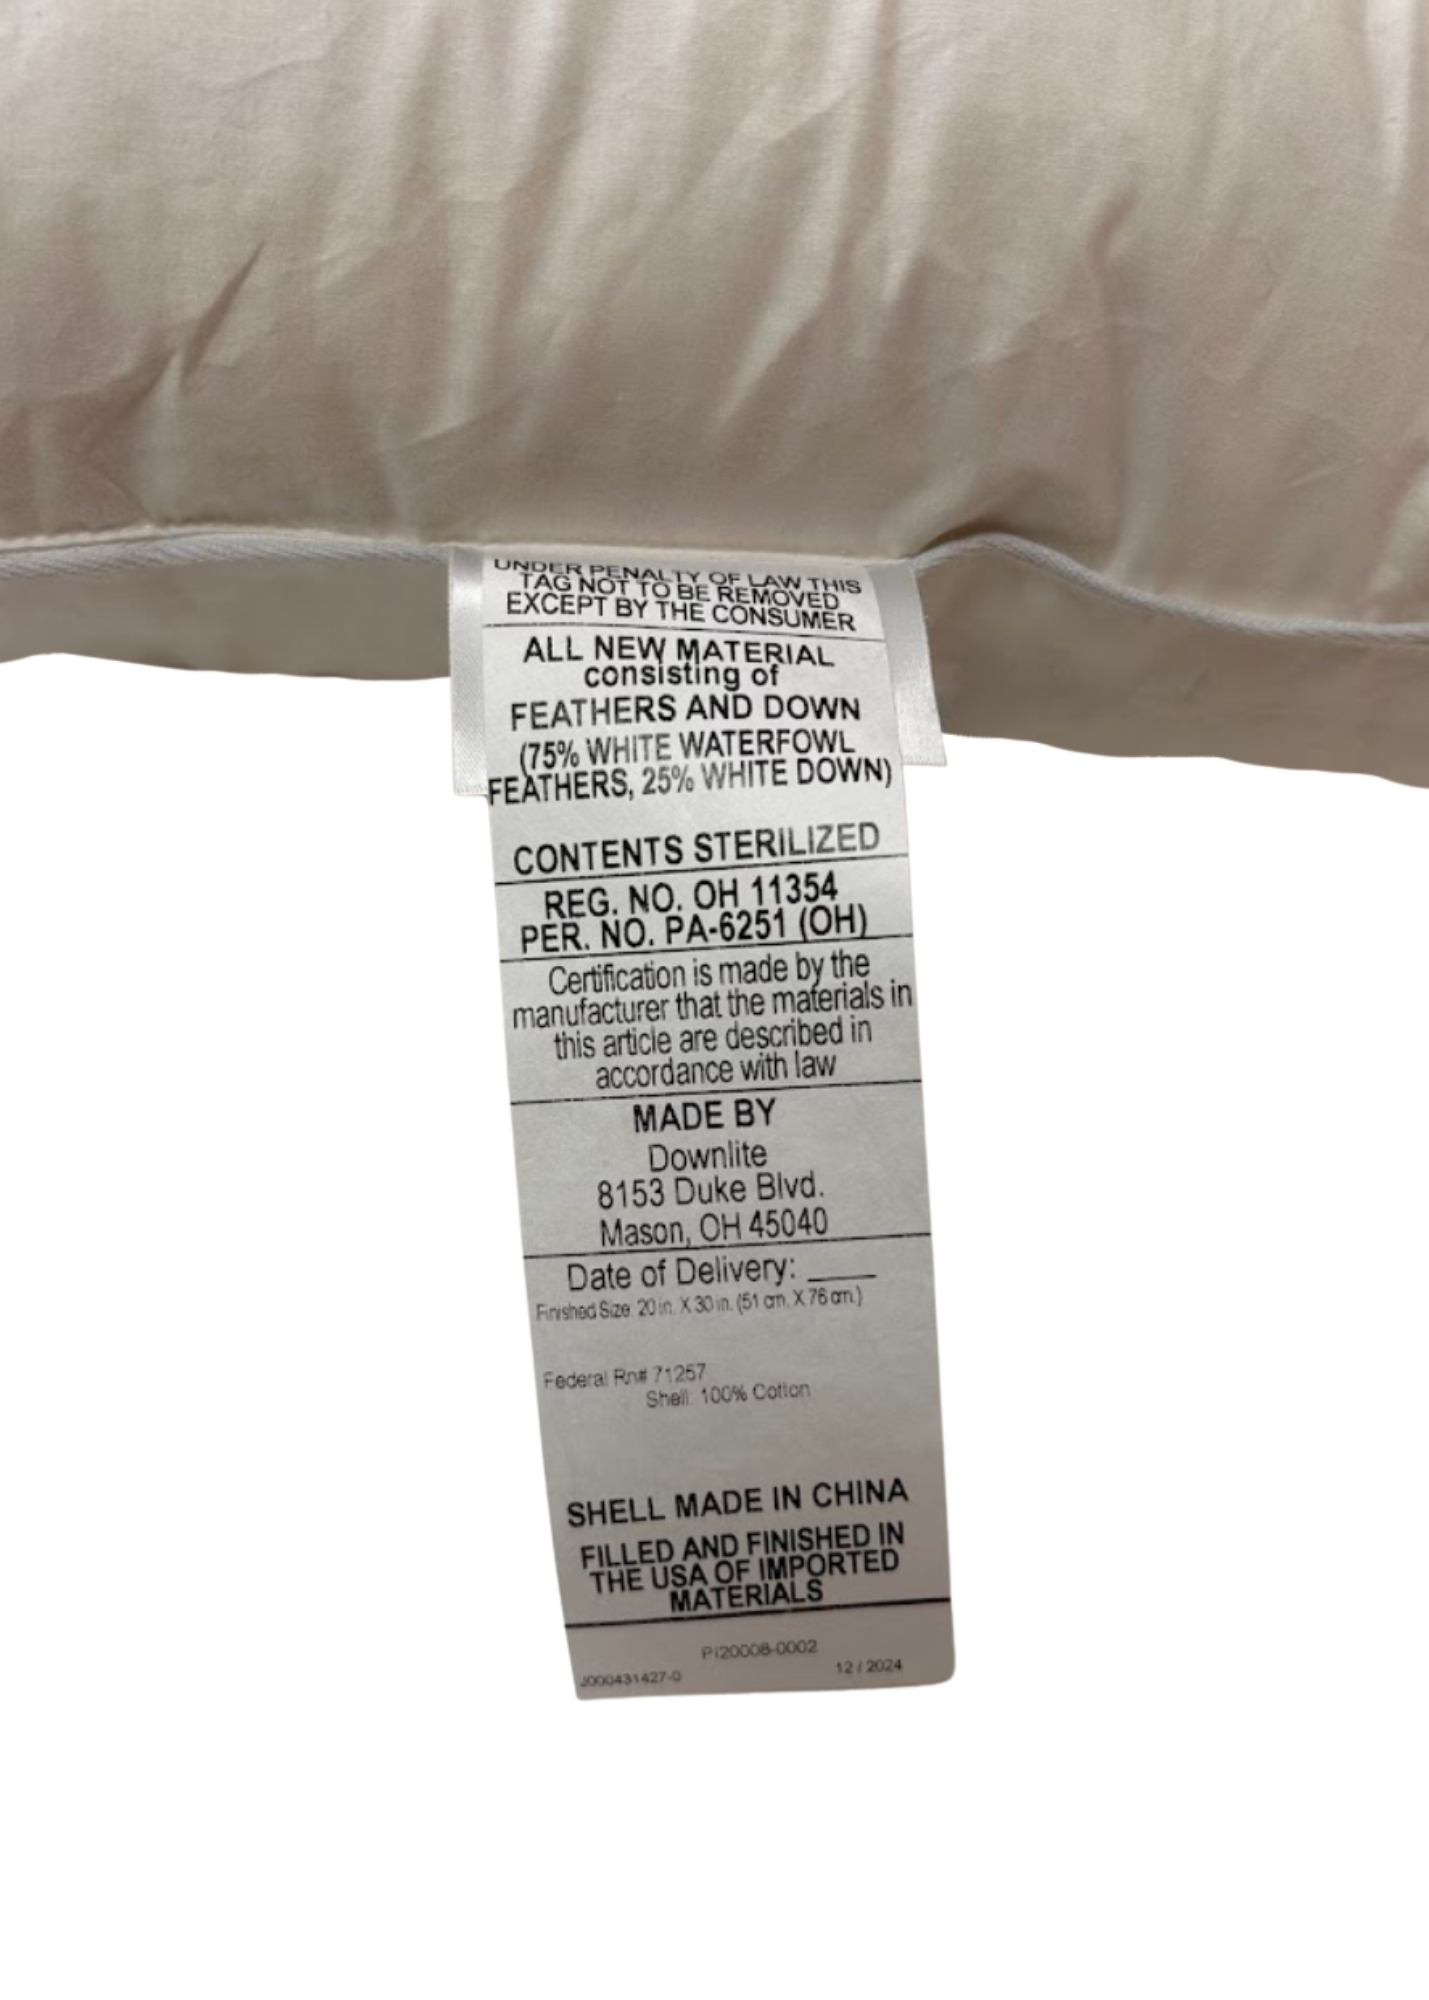 UNDER PENALTY OF LAW THIS
TAG NOT TO BE REMOVED
EXCEPT BY THE CONSUMER
ALL NEW MATERIAL
consisting of
FEATHERS AND DOWN
(75% WHITE WATERFOWL
FEATHERS, 25% WHITE DOWN)
CONTENTS STERILIZED
REG. NO. OH 11354
PER. NO. PA-6251 (OH)
Certification is made by the
manufacturer that the materials in
this article are described in
accordance with law
MADE BY
Downlite
8153 Duke Blvd.
Mason, OH 45040
Date of Delivery: ____
Finished Size: 20 in. X 30 in. (51 cm. X 76 cm.)
Federal Rn# 71257
Shell: 100% Cotton
SHELL MADE IN CHINA
FILLED AND FINISHED IN
THE USA OF IMPORTED
MATERIALS
PI20008-0002
J000431427-0 12 / 2024